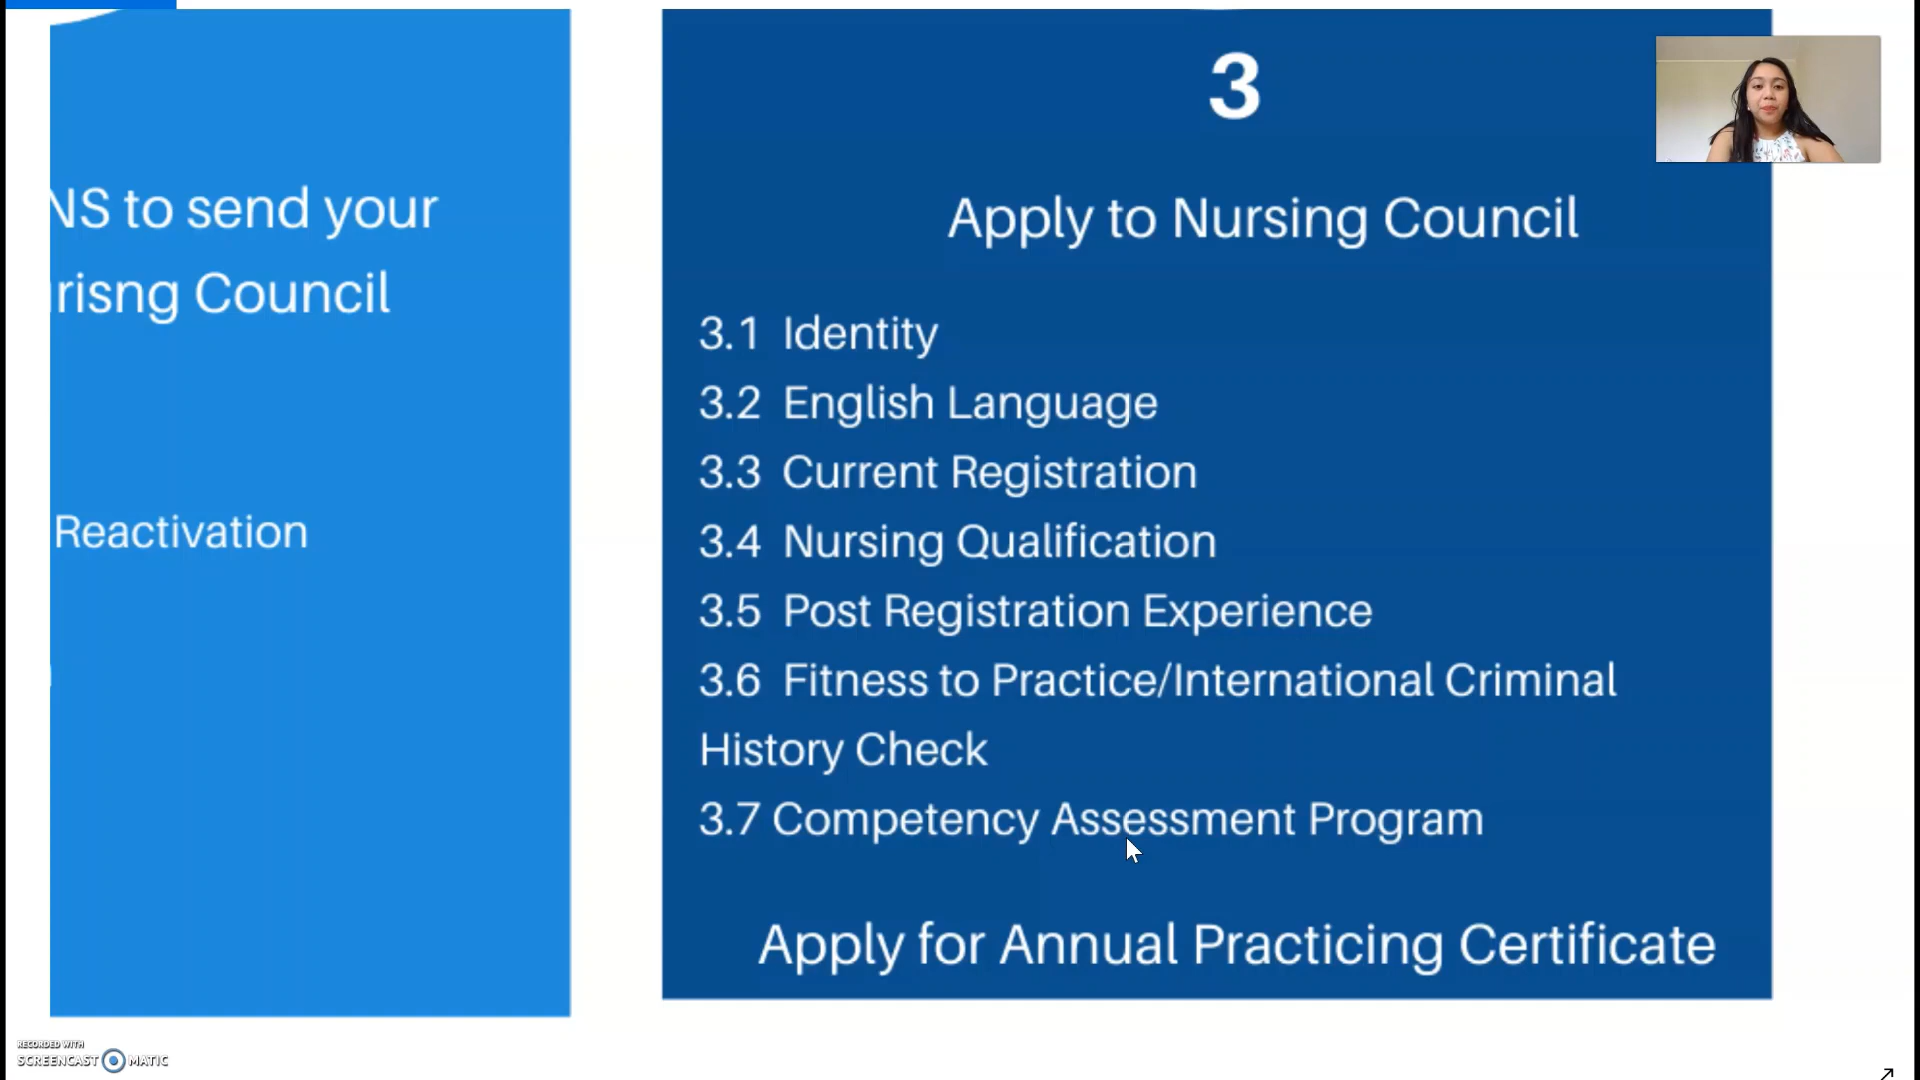 NS to send your
risng Council
Reactivation
3
Apply to Nursing Council
3.1 Identity
3.2 English Language
3.3 Current Registration
3.4 Nursing Qualification
3.5 Post Registration Experience
3.6 Fitness to Practice/International Criminal
History Check
3.7 Competency Assessment Program
Apply for Annual Practicing Certificate
RECORDED WITH
SCREENCAST MATIC